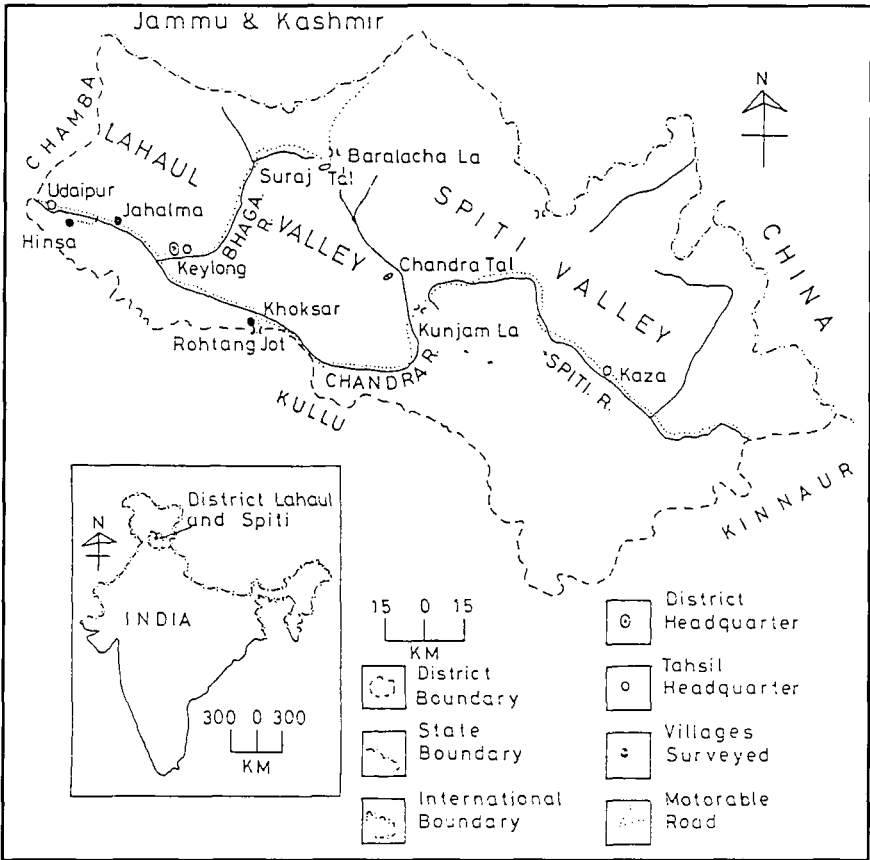 Jammu & Kashmir
N
CHAMBA
LAHAUL
Baralacha La
Suraj Tal
Udaipur
Jahalma
SPITI
Hinsa
BHAGA R.
VALLEY
CHINA
Keylong
Chandra Tal
VALLEY
Khoksar
Kunjam La
Rohtang Jot
CHANDRA R.
SPITI. R.
Kaza
KULLU
KINNAUR
District Lahaul
and Spiti
N
INDIA
300 0 300
KM
15 0 15
KM
District
Boundary
State
Boundary
International
Boundary
District
Headquarter
Tahsil
Headquarter
Villages
Surveyed
Motorable
Road